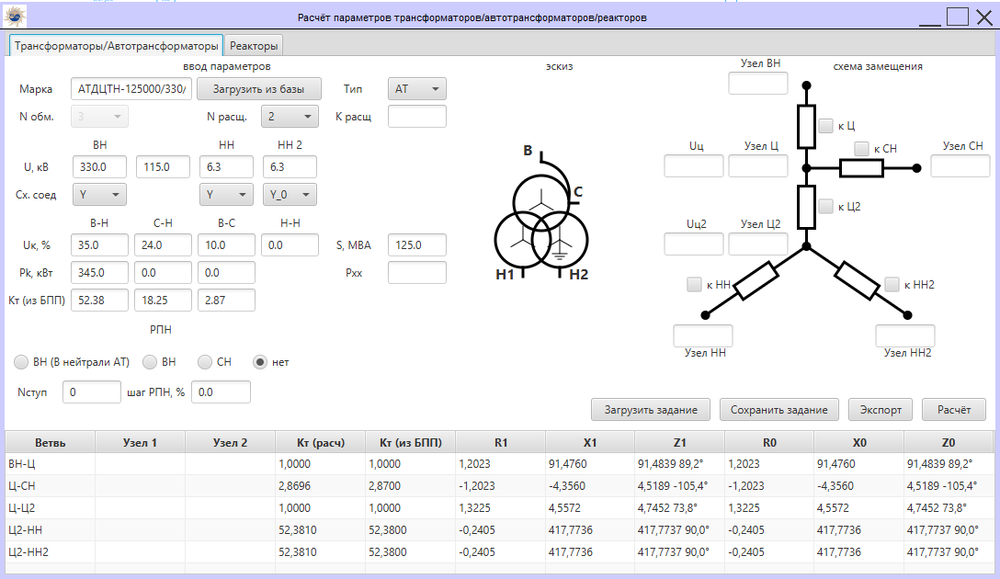 Расчёт параметров трансформаторов/автотрансформаторов/реакторов
Трансформаторы/Автотрансформаторы Реакторы
ввод параметров эскиз Узел ВН схема замещения
Марка АТДЦТН-125000/330/ Загрузить из базы Тип АТ
N обм. 3 N расщ. 2 К расщ
к Ц
ВН НН НН 2 Uц Узел Ц к СН Узел СН
U, кВ 330.0 115.0 6.3 6.3
В
С
Сх. соед Y Y Y_0
к Ц2
В-Н С-Н В-С Н-Н Uц2 Узел Ц2
Uк, % 35.0 24.0 10.0 0.0 S, МВА 125.0
Pk, кВт 345.0 0.0 0.0 Pxx
Н1 Н2
к НН к НН2
Кт (из БПП) 52.38 18.25 2.87
РПН
Узел НН Узел НН2
ВН (В нейтрали АТ) ВН СН нет
Nступ 0 шаг РПН, % 0.0
Загрузить задание Сохранить задание Экспорт Расчёт
Ветвь Узел 1 Узел 2 Кт (расч) Кт (из БПП) R1 X1 Z1 R0 X0 Z0
ВН-Ц 1,0000 1,0000 1,2023 91,4760 91,4839 89,2° 1,2023 91,4760 91,4839 89,2°
Ц-СН 2,8696 2,8700 -1,2023 -4,3560 4,5189 -105,4° -1,2023 -4,3560 4,5189 -105,4°
Ц-Ц2 1,0000 1,0000 1,3225 4,5572 4,7452 73,8° 1,3225 4,5572 4,7452 73,8°
Ц2-НН 52,3810 52,3800 -0,2405 417,7736 417,7737 90,0° -0,2405 417,7736 417,7737 90,0°
Ц2-НН2 52,3810 52,3800 -0,2405 417,7736 417,7737 90,0° -0,2405 417,7736 417,7737 90,0°